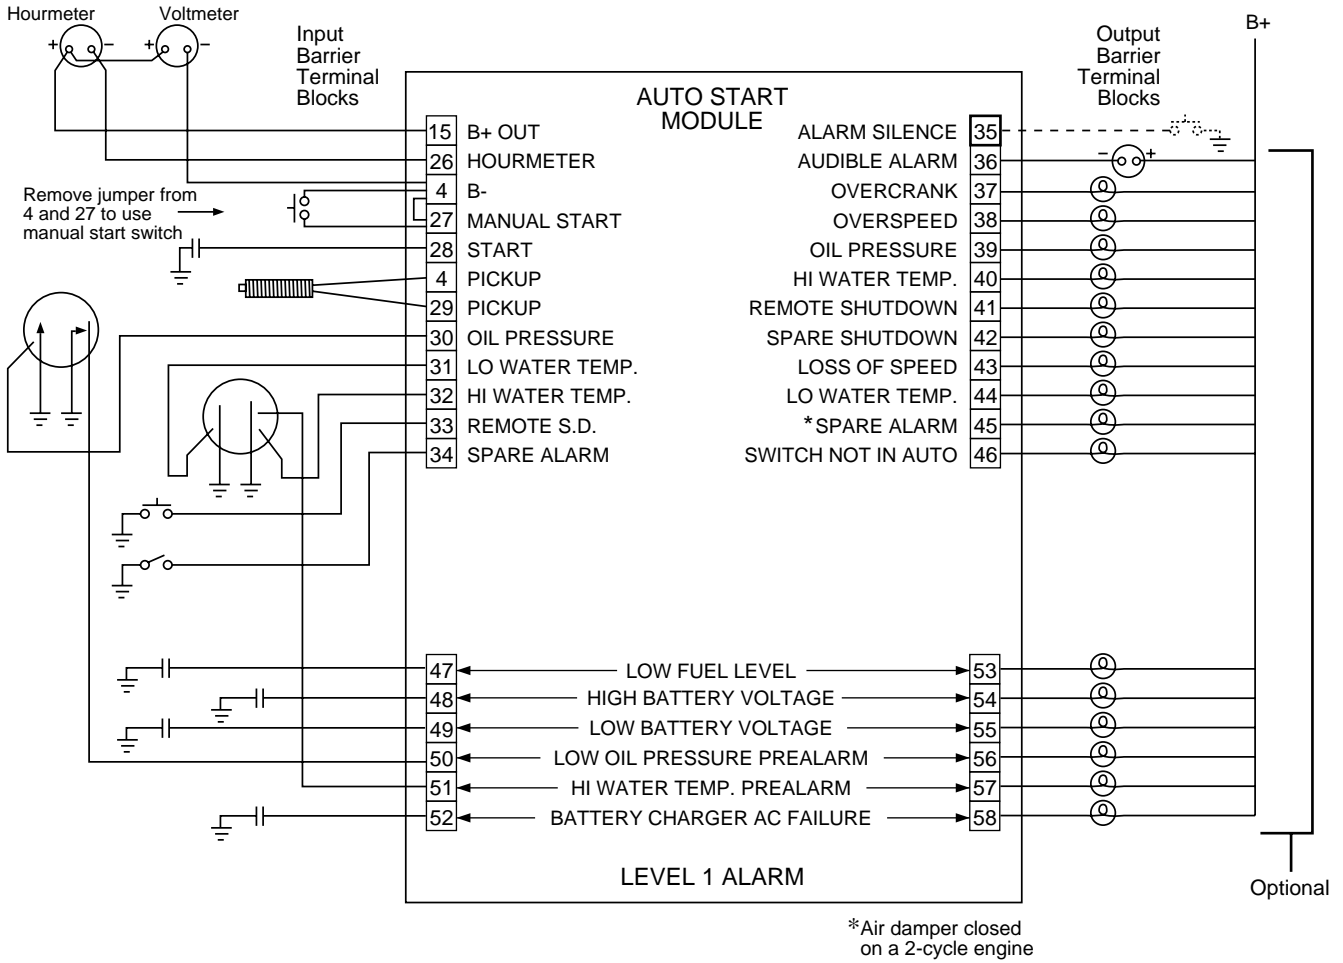 Hourmeter
Voltmeter
+ −
+ −
Input
Barrier
Terminal
Blocks
Output
Barrier
Terminal
Blocks
B+
AUTO START
MODULE
15 B+ OUT
26 HOURMETER
4 B-
27 MANUAL START
28 START
4 PICKUP
29 PICKUP
30 OIL PRESSURE
31 LO WATER TEMP.
32 HI WATER TEMP.
33 REMOTE S.D.
34 SPARE ALARM
Remove jumper from
4 and 27 to use
manual start switch
ALARM SILENCE 35
AUDIBLE ALARM 36
− +
OVERCRANK 37
OVERSPEED 38
OIL PRESSURE 39
HI WATER TEMP. 40
REMOTE SHUTDOWN 41
SPARE SHUTDOWN 42
LOSS OF SPEED 43
LO WATER TEMP. 44
*SPARE ALARM 45
SWITCH NOT IN AUTO 46
47 LOW FUEL LEVEL 53
48 HIGH BATTERY VOLTAGE 54
49 LOW BATTERY VOLTAGE 55
50 LOW OIL PRESSURE PREALARM 56
51 HI WATER TEMP. PREALARM 57
52 BATTERY CHARGER AC FAILURE 58
LEVEL 1 ALARM
Optional
*Air damper closed
on a 2-cycle engine